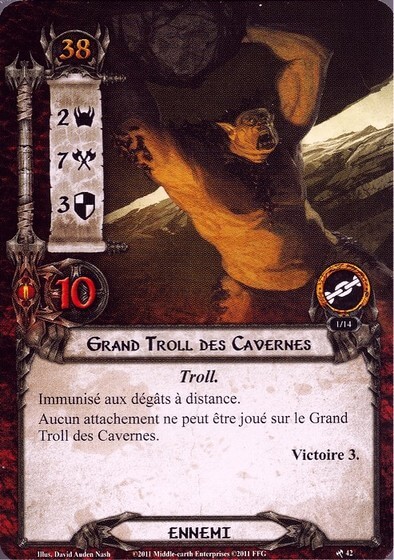 38
2
7
3
10
1/14
GRAND TROLL DES CAVERNES
Troll.
Immunisé aux dégâts à distance.
Aucun attachement ne peut être joué sur le Grand
Troll des Cavernes.
Victoire 3.
ENNEMI
Illus. David Auden Nash ©2011 Middle-earth Enterprises ©2011 FFG 42